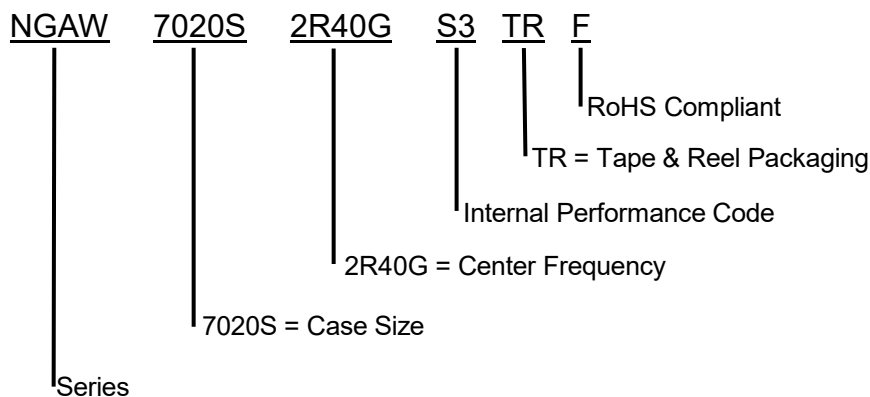 NGAW 7020S 2R40G S3 TR F
RoHS Compliant
TR = Tape & Reel Packaging
Internal Performance Code
2R40G = Center Frequency
7020S = Case Size
Series